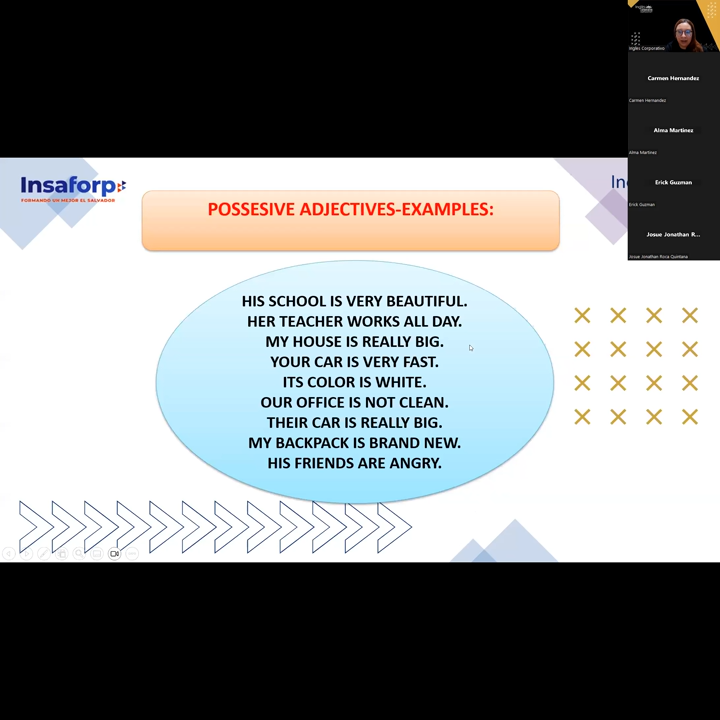 Inglés Corporativo
Carmen Hernandez
Carmen Hernandez
Alma Martinez
Alma Martinez
Erick Guzman
Erick Guzman
Josue Jonathan R...
Josue Jonathan Roca Quintana
Insaforp
FORMANDO UN MEJOR EL SALVADOR
POSSESIVE ADJECTIVES-EXAMPLES:
HIS SCHOOL IS VERY BEAUTIFUL.
HER TEACHER WORKS ALL DAY.
MY HOUSE IS REALLY BIG.
YOUR CAR IS VERY FAST.
ITS COLOR IS WHITE.
OUR OFFICE IS NOT CLEAN.
THEIR CAR IS REALLY BIG.
MY BACKPACK IS BRAND NEW.
HIS FRIENDS ARE ANGRY.